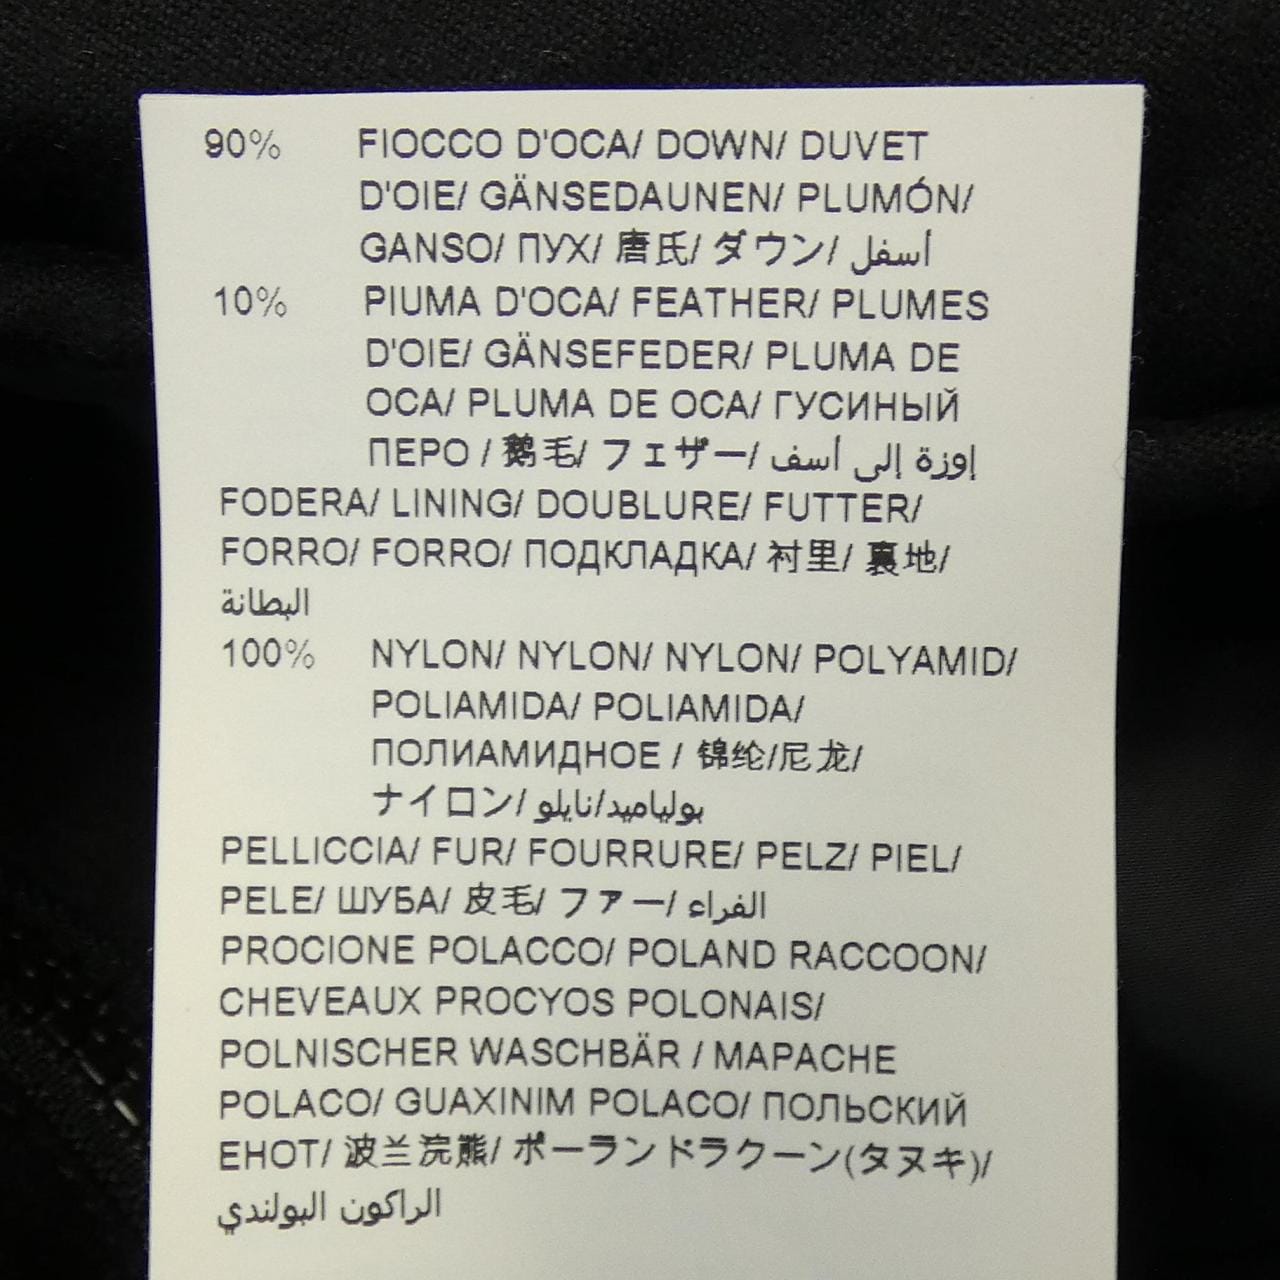 90% FIOCCO D'OCA/ DOWN/ DUVET
D'OIE/ GÄNSEDAUNEN/ PLUMÓN/
GANSO/ ПУХ/ 唐氏/ ダウン/ أسفل
10% PIUMA D'OCA/ FEATHER/ PLUMES
D'OIE/ GÄNSEFEDER/ PLUMA DE
OCA/ PLUMA DE OCA/ ГУСИНЫЙ
ПЕРО / 鹅毛/ フェザー/ إوزة إلى أسف
FODERA/ LINING/ DOUBLURE/ FUTTER/
FORRO/ FORRO/ ПОДКЛАДКА/ 衬里/ 裏地/
البطانة
100% NYLON/ NYLON/ NYLON/ POLYAMID/
POLIAMIDA/ POLIAMIDA/
ПОЛИАМИДНОЕ / 锦纶/尼龙/
ナイロン/ بولياميد/نايلو
PELLICCIA/ FUR/ FOURRURE/ PELZ/ PIEL/
PELE/ ШУБА/ 皮毛/ ファー/ الفراء
PROCIONE POLACCO/ POLAND RACCOON/
CHEVEAUX PROCYOS POLONAIS/
POLNISCHER WASCHBÄR / MAPACHE
POLACO/ GUAXINIM POLACO/ ПОЛЬСКИЙ
ЕНОТ/ 波兰浣熊/ ポーランドラクーン(タヌキ)/
الراكون البولندي